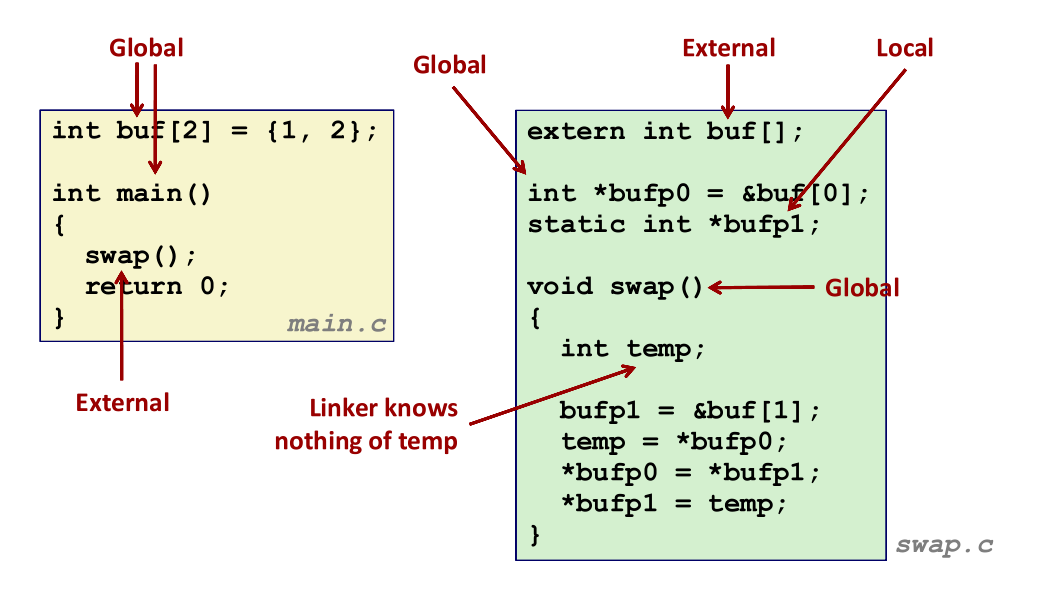 Global
int buf[2] = {1, 2};
int main()
{
  swap();
  return 0;
}
main.c
External
Global
External
Local
extern int buf[];
int *bufp0 = &buf[0];
static int *bufp1;
void swap()
Global
{
  int temp;
Linker knows
nothing of temp
  bufp1 = &buf[1];
  temp = *bufp0;
  *bufp0 = *bufp1;
  *bufp1 = temp;
}
swap.c